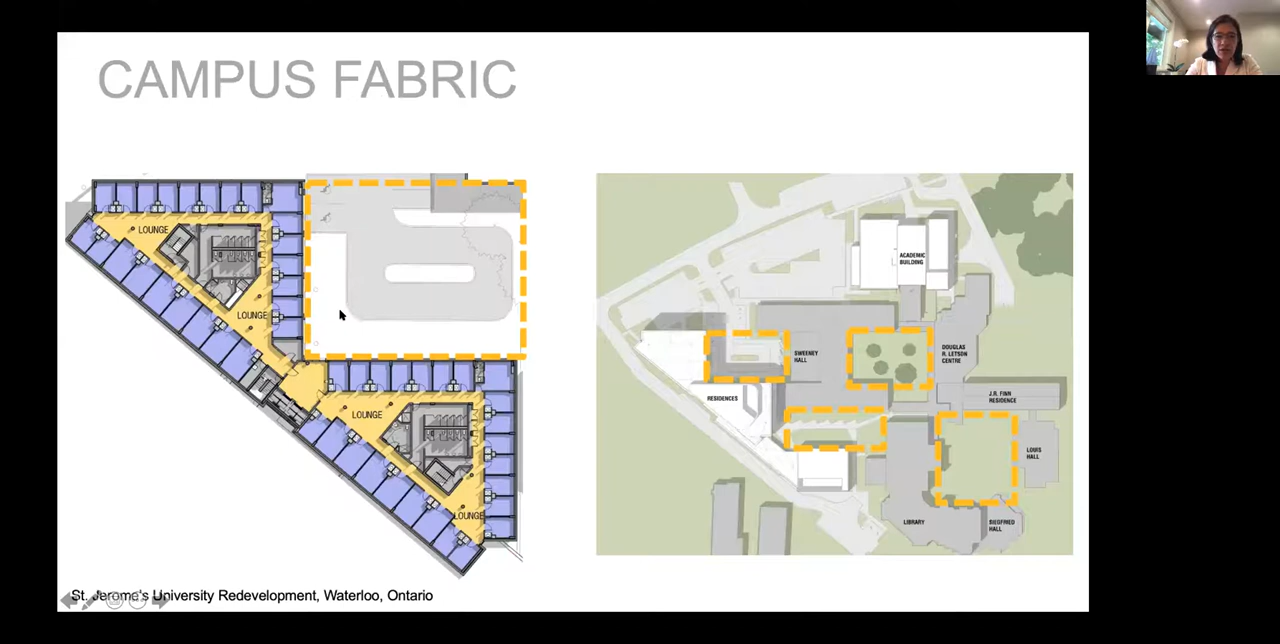 CAMPUS FABRIC
LOUNGE
LOUNGE
LOUNGE
LOUNGE
ACADEMIC
BUILDING
SWEENEY
HALL
DOUGLAS
R. LETSON
CENTRE
RESIDENCES
J.R. FINN
RESIDENCE
LOUIS
HALL
LIBRARY
SIEGFRIED
HALL
St. Jerome's University Redevelopment, Waterloo, Ontario